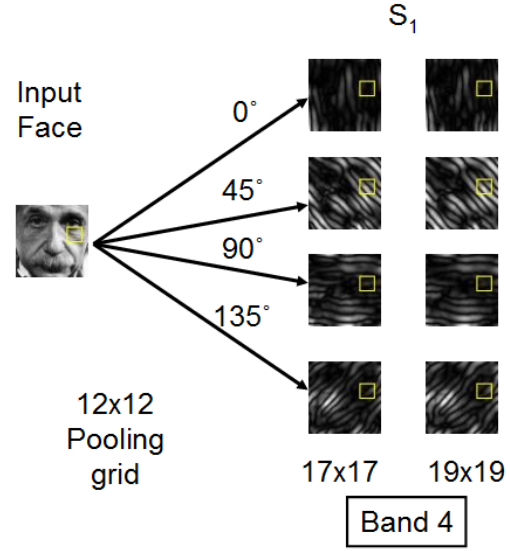 S1
Input
Face
0°
45°
90°
135°
12x12
Pooling
grid
17x17 19x19
Band 4